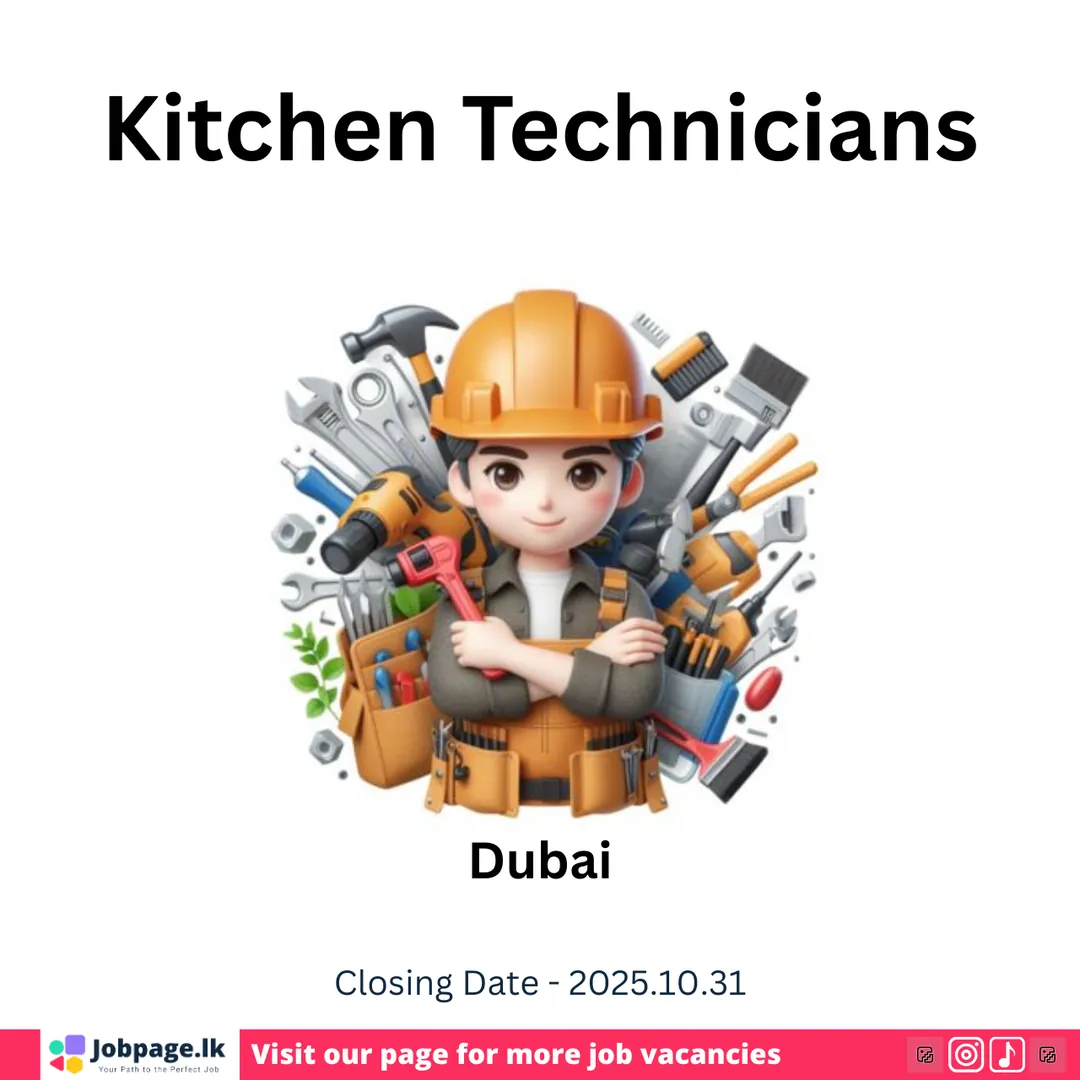 Kitchen Technicians
Dubai
Closing Date - 2025.10.31
Jobpage.lk
Your Path to the Perfect Job
Visit our page for more job vacancies